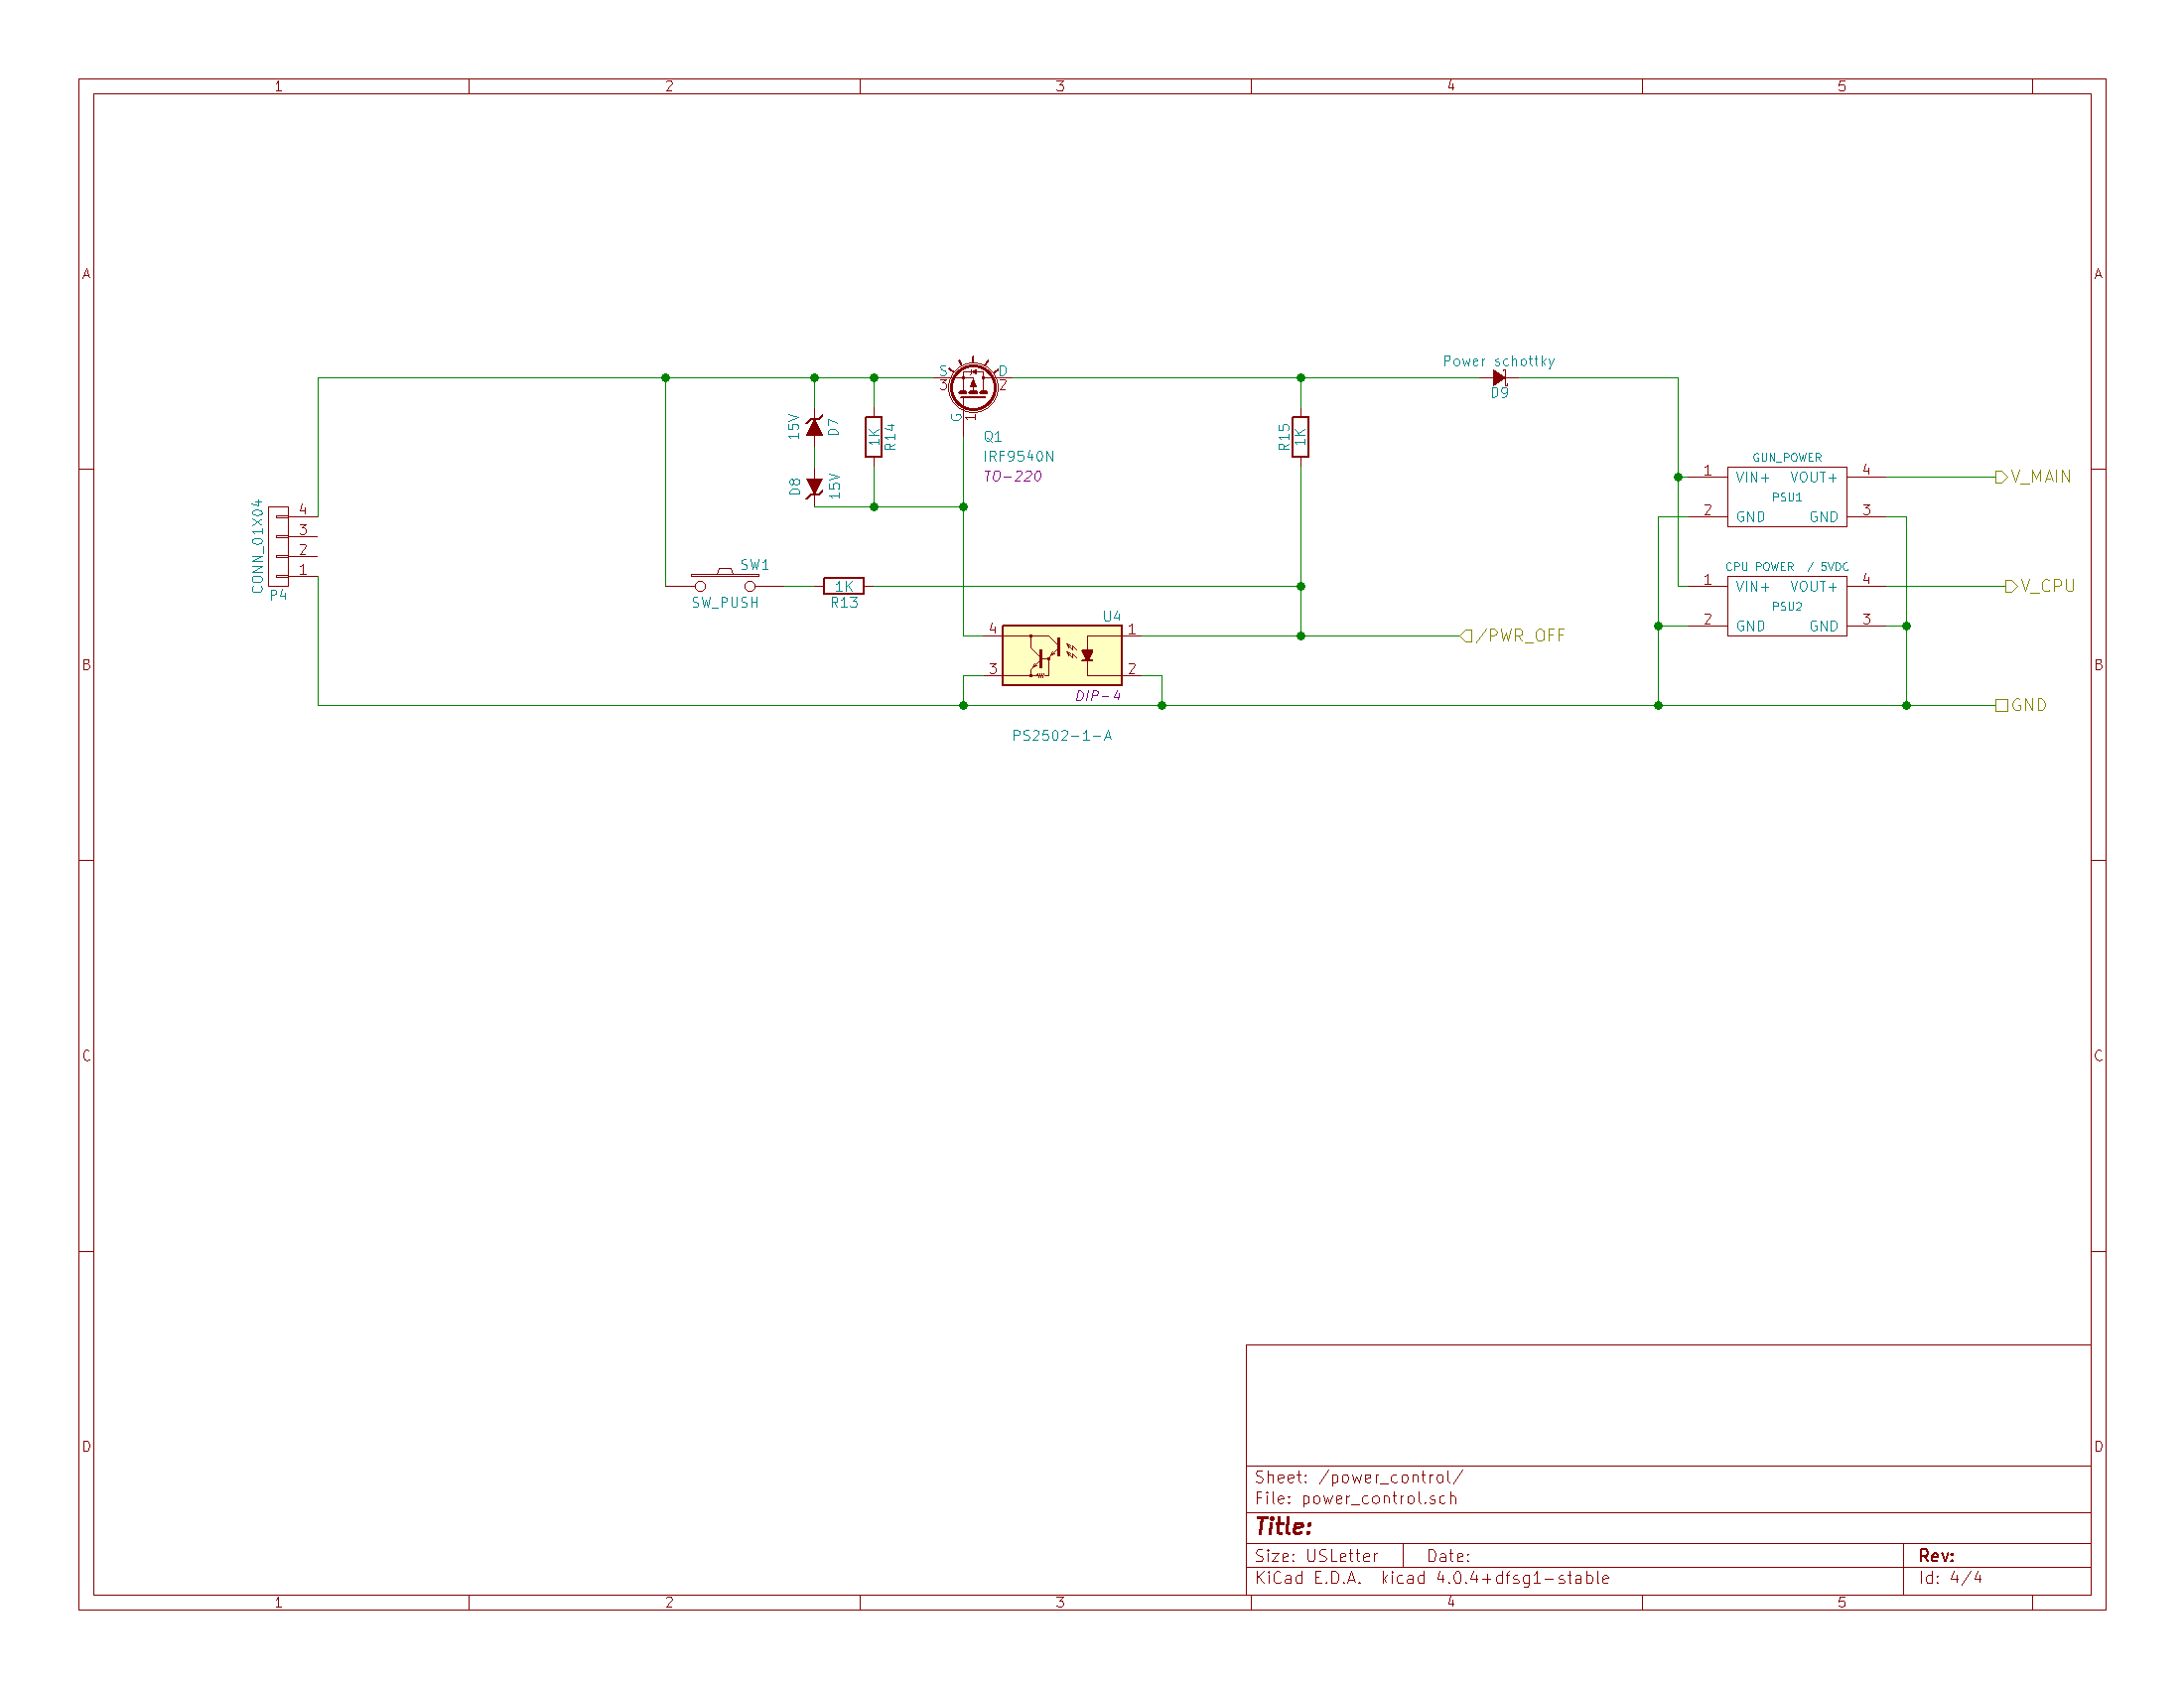 1 2 3 4 5
A A
Power schottky
S D
3 2
D9
G 1
15V D7
1K R14
R15 1K
Q1
IRF9540N
TO-220
GUN_POWER
1 VIN+ VOUT+ 4 V_MAIN
PSU1
2 GND GND 3
D8 15V
CONN_01X04
4
3
2
1
P4
SW1
SW_PUSH
1K
R13
CPU POWER / 5VDC
1 VIN+ VOUT+ 4 V_CPU
PSU2
2 GND GND 3
U4
4 1 /PWR_OFF
3 2
DIP-4
B B
GND
PS2502-1-A
C C
D D
Sheet: /power_control/
File: power_control.sch
Title:
Size: USLetter Date: Rev:
KiCad E.D.A. kicad 4.0.4+dfsg1-stable Id: 4/4
1 2 3 4 5